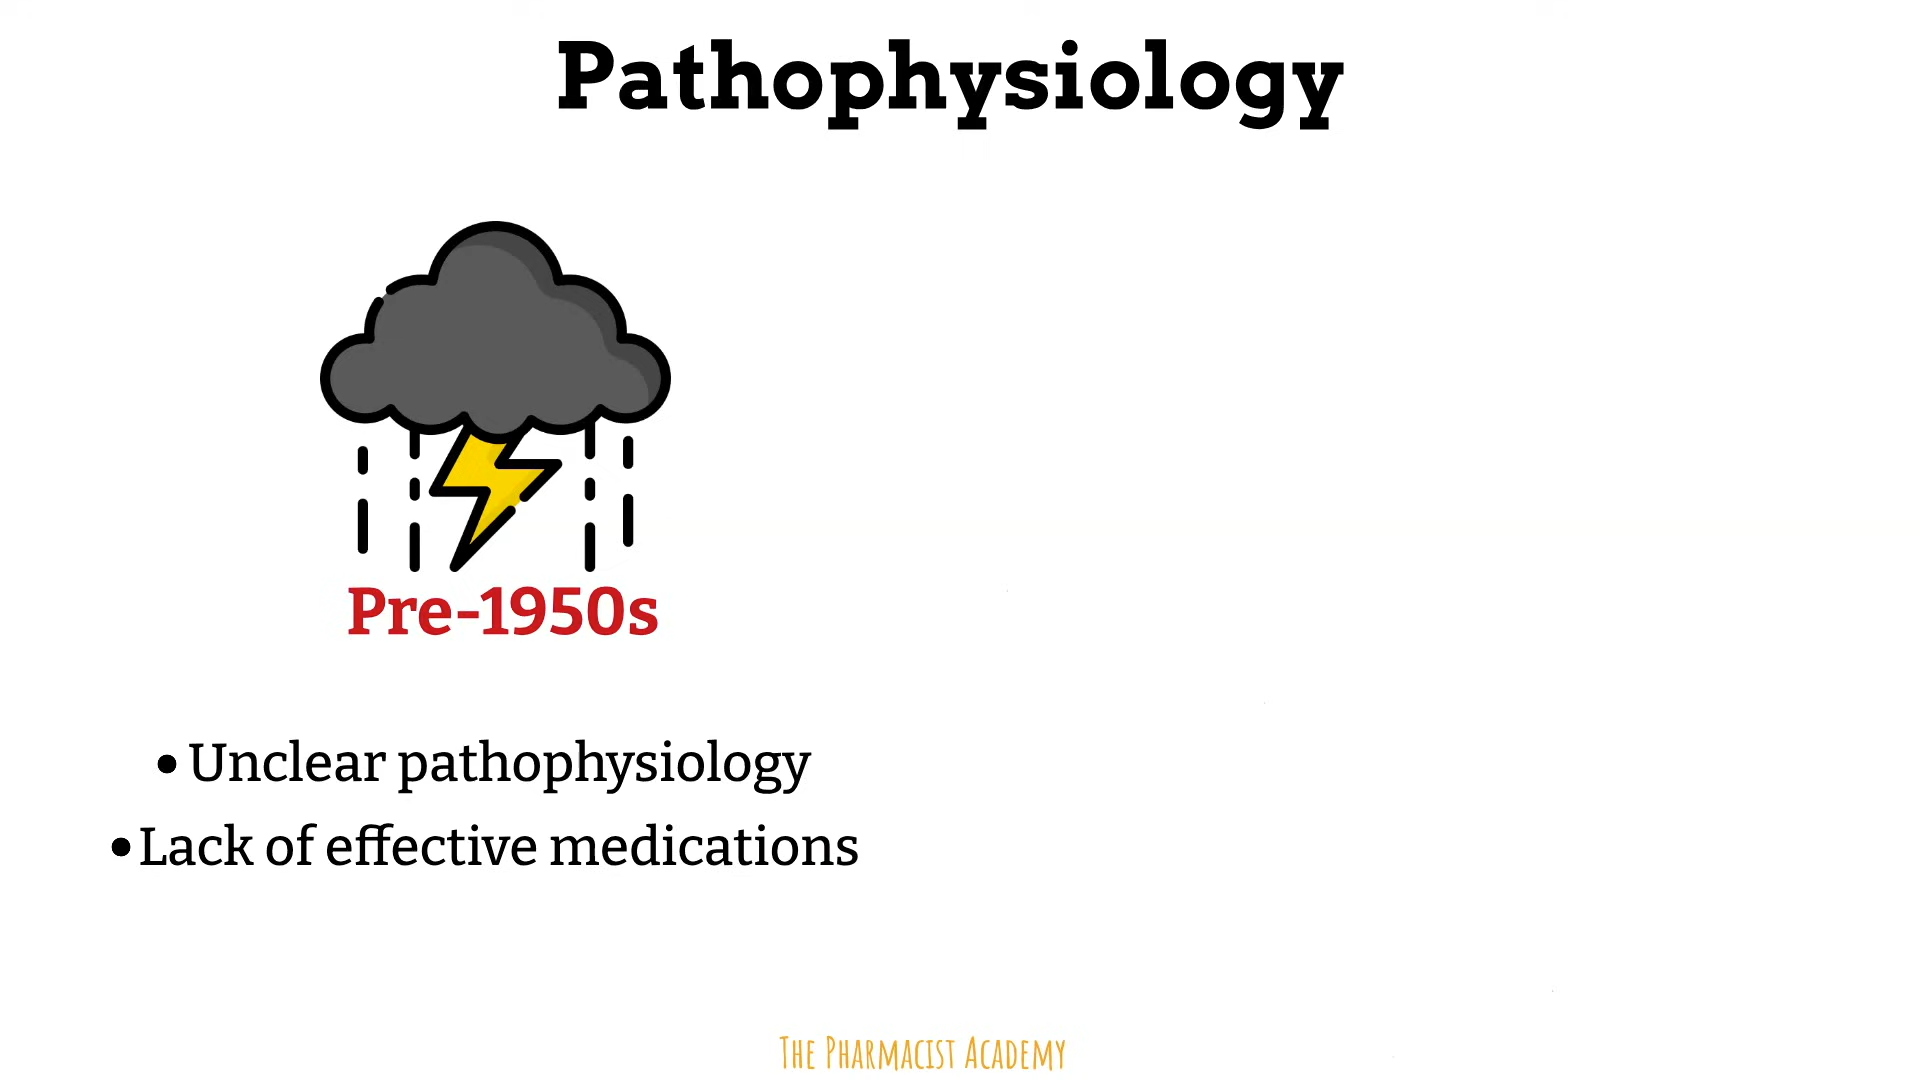 Pathophysiology
Pre-1950s
• Unclear pathophysiology
• Lack of effective medications
The Pharmacist Academy